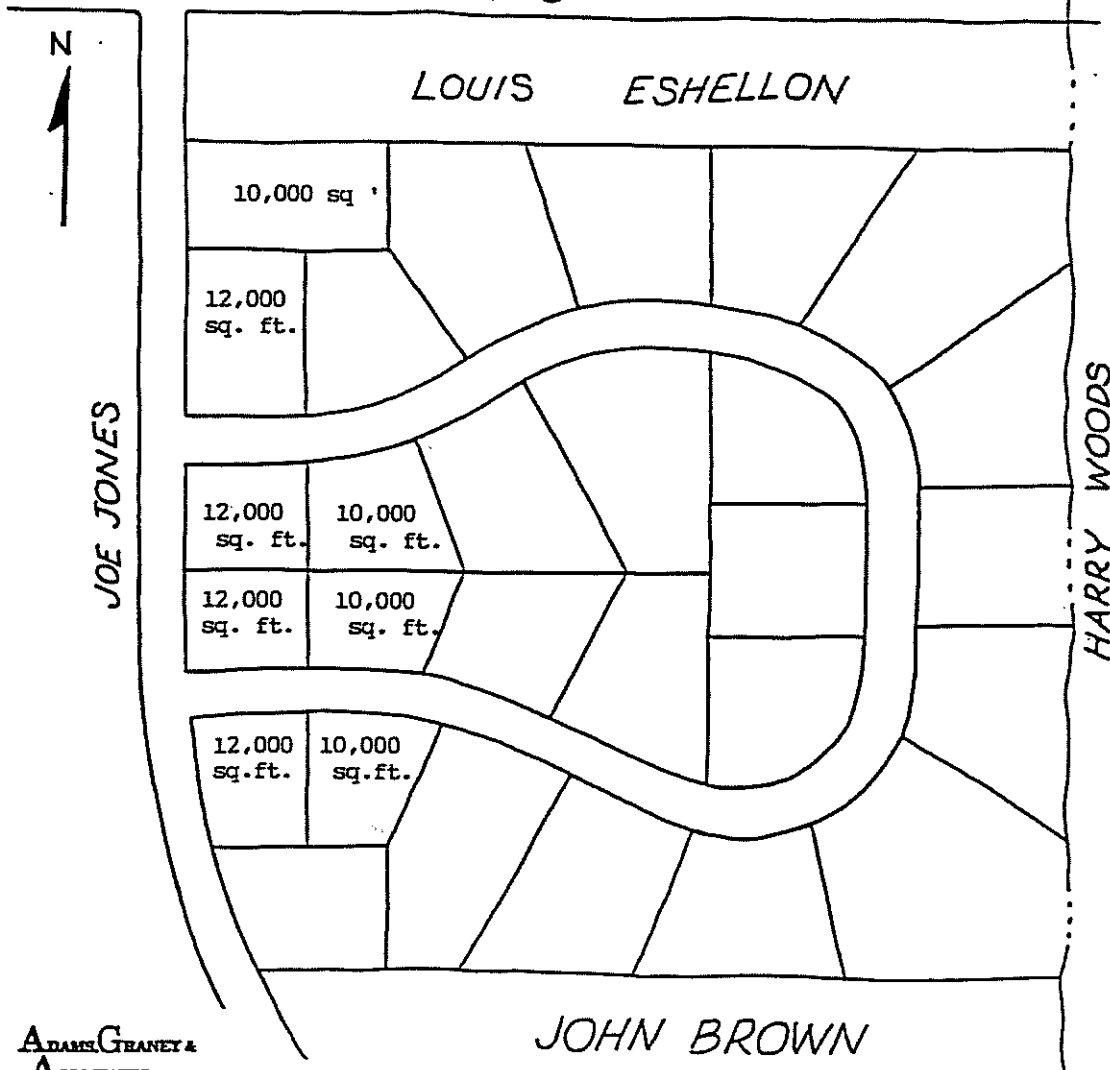 N
LOUIS ESHELLON
10,000 sq '
12,000
sq. ft.
JOE JONES
HARRY WOODS
12,000
sq. ft.
10,000
sq. ft.
12,000
sq. ft.
10,000
sq. ft.
12,000
sq.ft.
10,000
sq.ft.
JOHN BROWN
ADAMS, GRANEY &